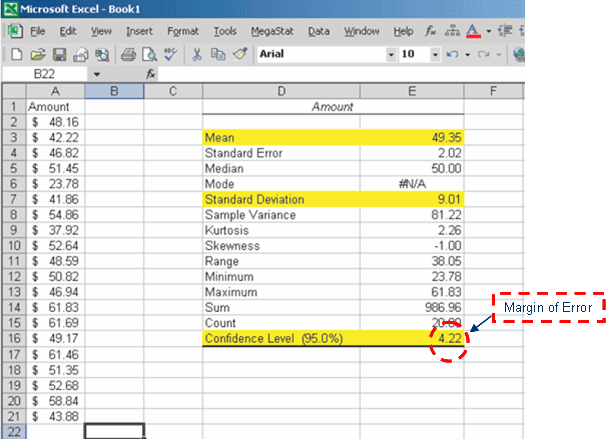 Microsoft Excel - Book1
File Edit View Insert Format Tools MegaStat Data Window Help
Arial 10
B22 fx
A B C D E F
1 Amount Amount
2 $ 48.16
3 $ 42.22 Mean 49.35
4 $ 46.82 Standard Error 2.02
5 $ 51.45 Median 50.00
6 $ 23.78 Mode #N/A
7 $ 41.86 Standard Deviation 9.01
8 $ 54.86 Sample Variance 81.22
9 $ 37.92 Kurtosis 2.26
10 $ 52.64 Skewness -1.00
11 $ 48.59 Range 38.05
12 $ 50.82 Minimum 23.78
13 $ 46.94 Maximum 61.83
14 $ 61.83 Sum 986.96
15 $ 61.69 Count 20.00
16 $ 49.17 Confidence Level (95.0%) 4.22
Margin of Error
17 $ 61.46
18 $ 51.35
19 $ 52.68
20 $ 58.84
21 $ 43.88
22